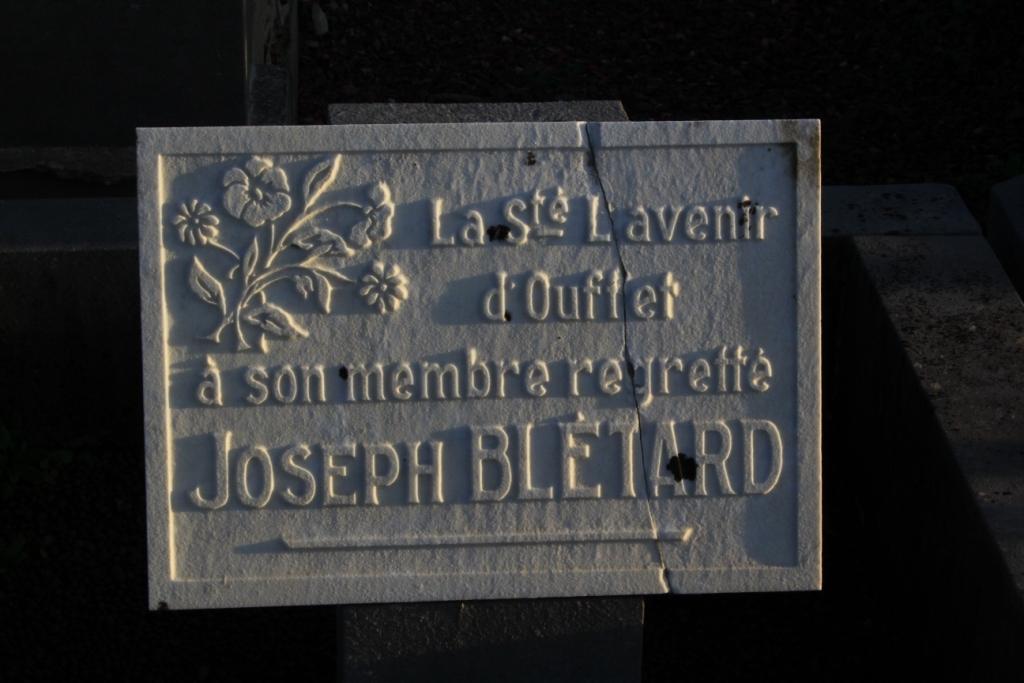 La Sté L'avenir
d'Ouffet
à son membre regretté
JOSEPH BLÉTARD